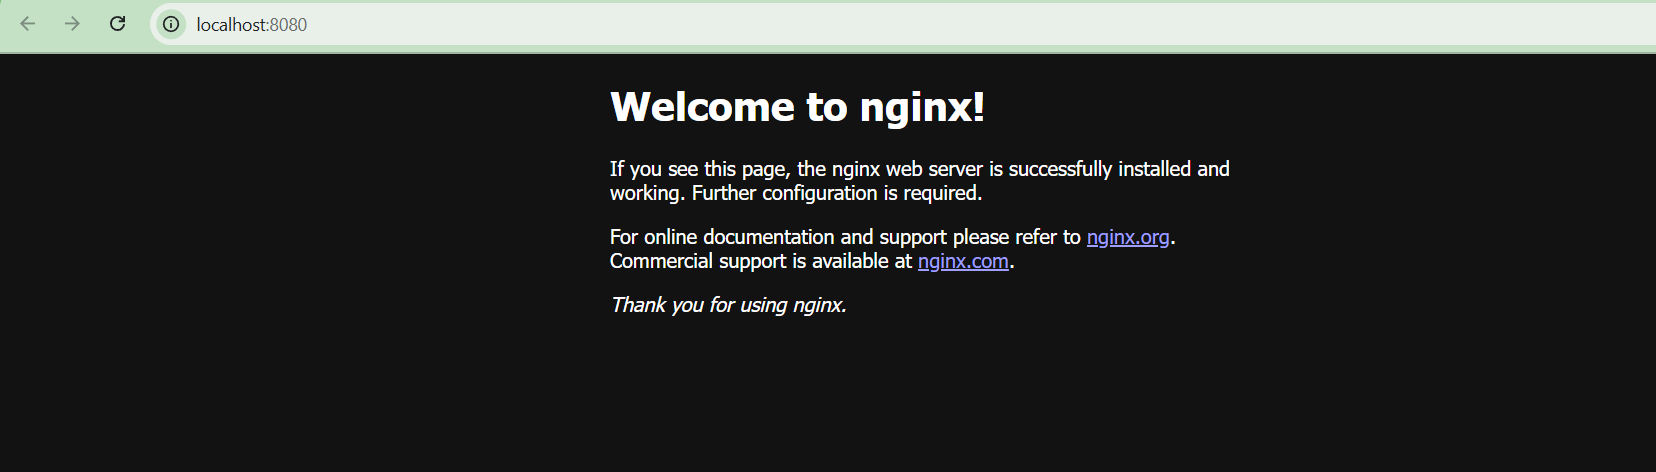 localhost:8080
Welcome to nginx!
If you see this page, the nginx web server is successfully installed and
working. Further configuration is required.
For online documentation and support please refer to nginx.org.
Commercial support is available at nginx.com.
Thank you for using nginx.